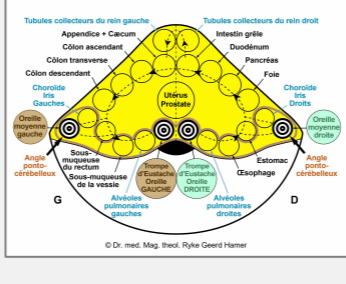 Tubules collecteurs du rein gauche
Tubules collecteurs du rein droit
Appendice + Cæcum
Intestin grêle
Côlon ascendant
Duodénum
Côlon transverse
Pancréas
Côlon descendant
Foie
Choroïde
Iris
Gauches
Utérus
Prostate
Choroïde
Iris
Droits
Oreille
moyenne
gauche
Oreille
moyenne
droite
Angle
ponto-
cérébelleux
Sous-
muqueuse
du rectum
Sous-muqueuse
de la vessie
Trompe
d'Eustache
Oreille
GAUCHE
Trompe
d'Eustache
Oreille
DROITE
Estomac
Œsophage
Angle
ponto-
cérébelleux
G
D
Alvéoles
pulmonaires
gauches
Alvéoles
pulmonaires
droites
© Dr. med. Mag. theol. Ryke Geerd Hamer